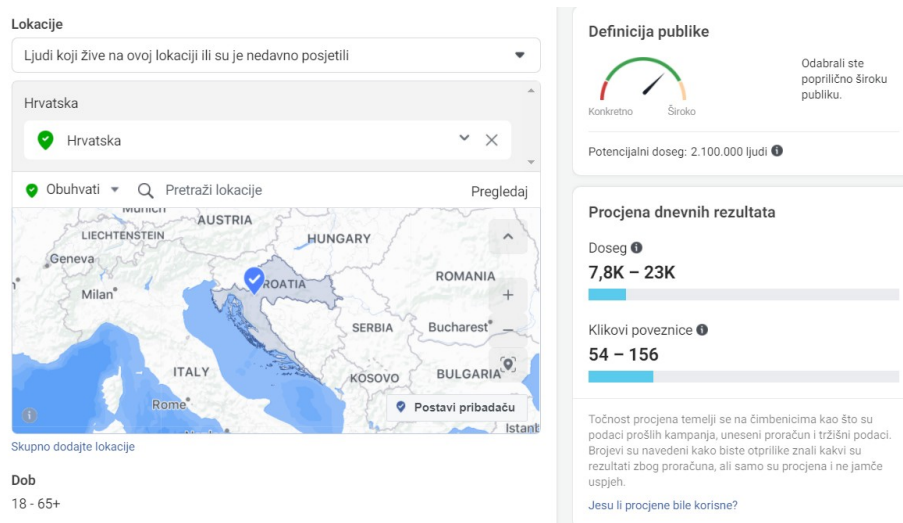 Lokacije
Ljudi koji žive na ovoj lokaciji ili su je nedavno posjetili
Hrvatska
Hrvatska
Obuhvati
Pretraži lokacije
Pregledaj
Munich
AUSTRIA
LIECHTENSTEIN
HUNGARY
Geneva
ROATIA
ROMANIA
Milan
SERBIA
Bucharest
ITALY
KOSOVO
BULGARIA
Rome
Postavi pribadaču
Istanb
Skupno dodajte lokacije
Dob
18 - 65+
Definicija publike
Odabrali ste
poprilično široku
publiku.
Konkretno
Široko
Potencijalni doseg: 2.100.000 ljudi
Procjena dnevnih rezultata
Doseg
7,8K – 23K
Klikovi poveznice
54 – 156
Točnost procjena temelji se na čimbenicima kao što su
podaci prošlih kampanja, uneseni proračun i tržišni podaci.
Brojevi su navedeni kako biste otprilike znali kakvi su
rezultati zbog proračuna, ali samo su procjena i ne jamče
uspjeh.
Jesu li procjene bile korisne?